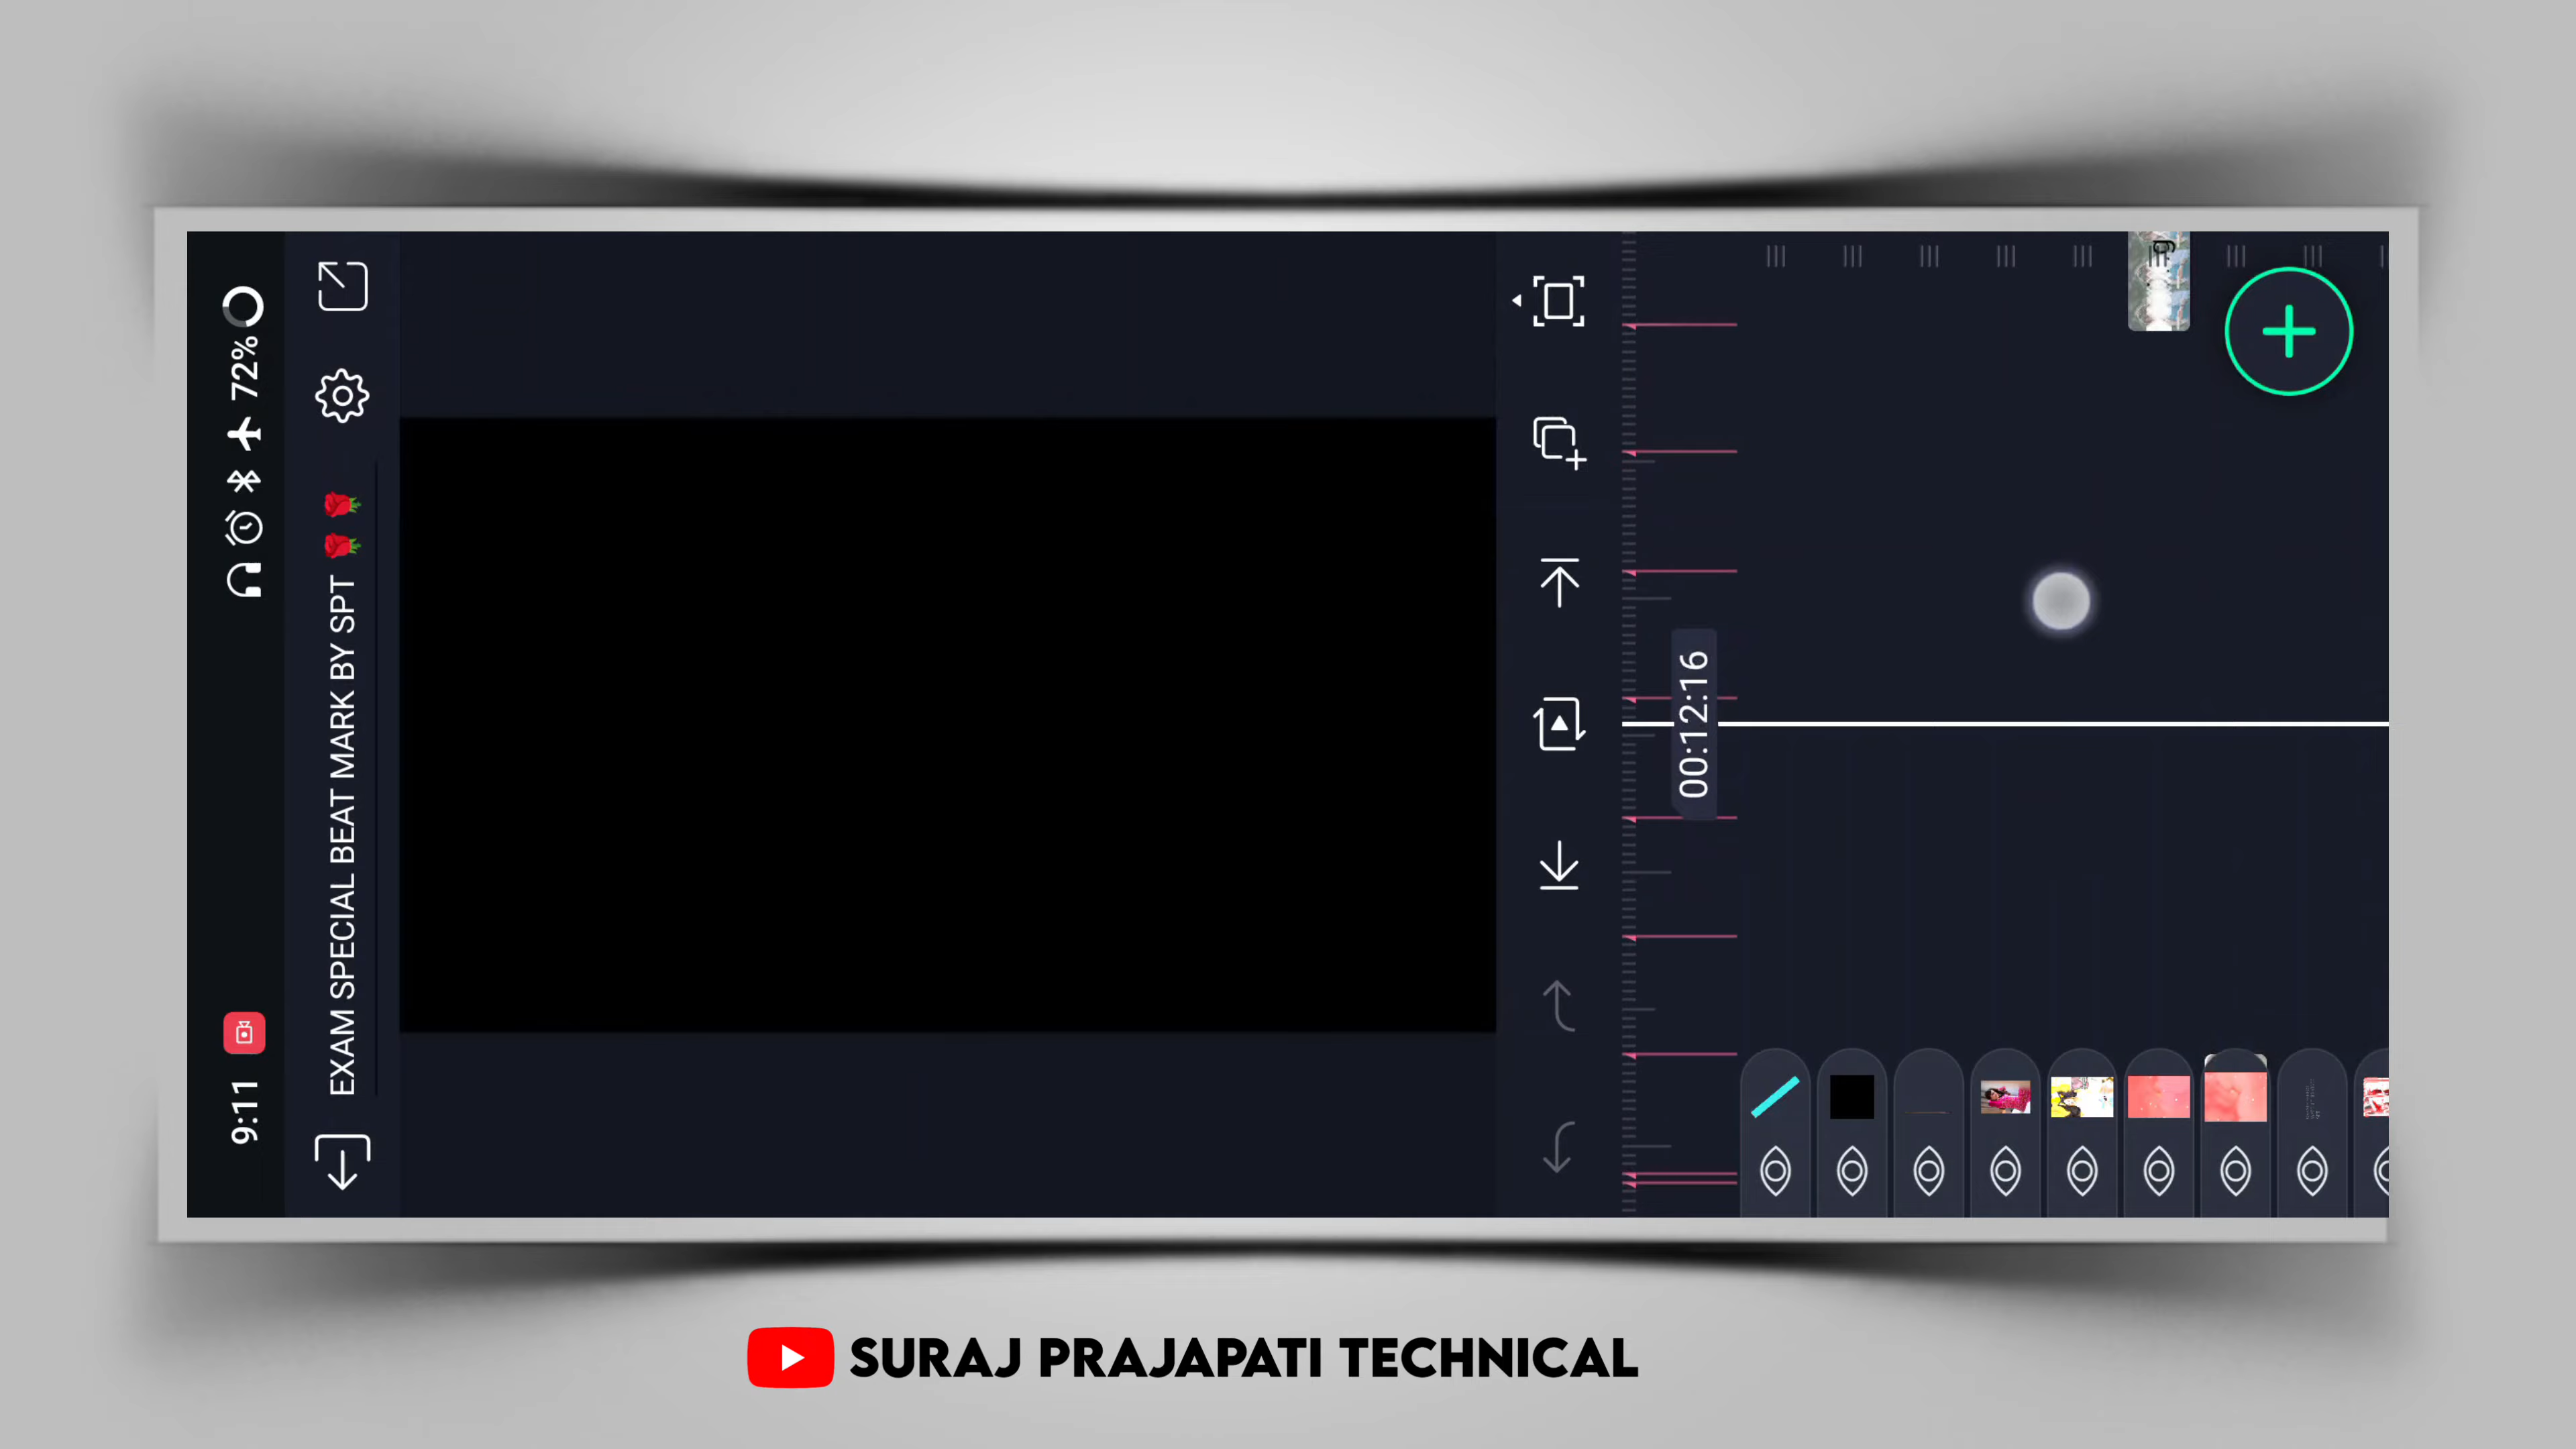 9:11
72%
EXAM SPECIAL BEAT MARK BY SPT 🌹🌹
00:12:16
SURAJ PRAJAPATI TECHNICAL